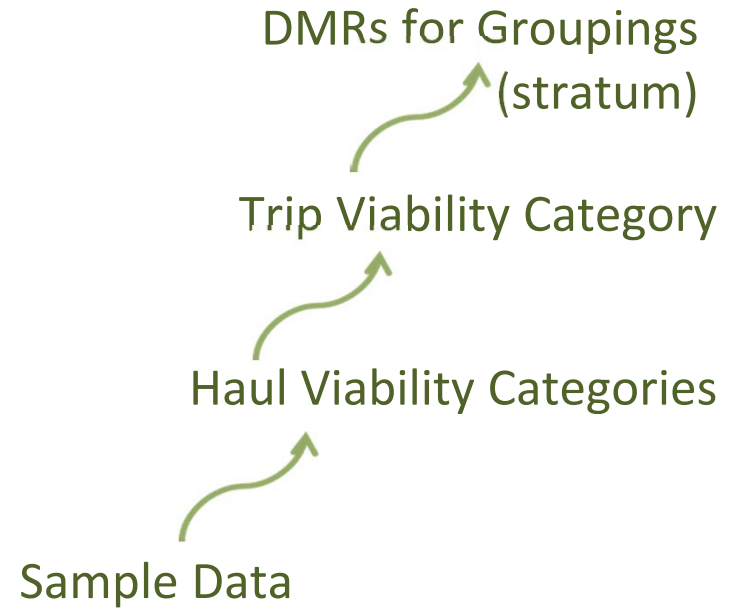 DMRs for Groupings
(stratum)
Trip Viability Category
Haul Viability Categories
Sample Data